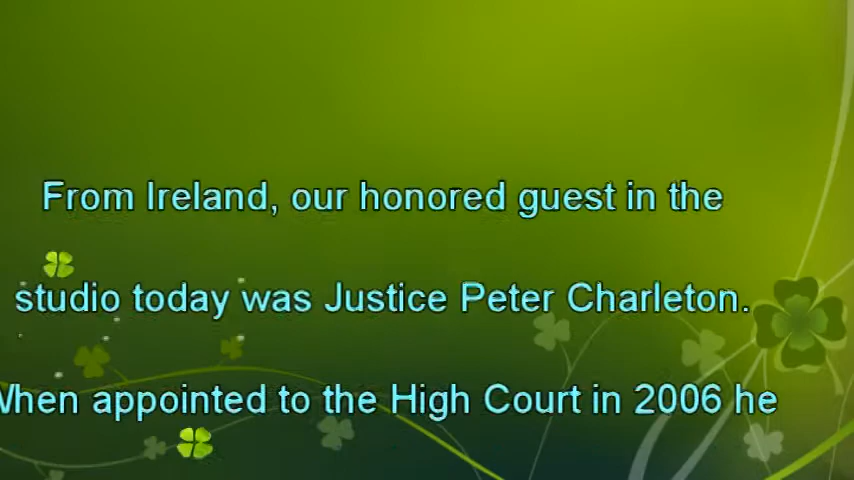 From Ireland, our honored guest in the
studio today was Justice Peter Charleton.
When appointed to the High Court in 2006 he